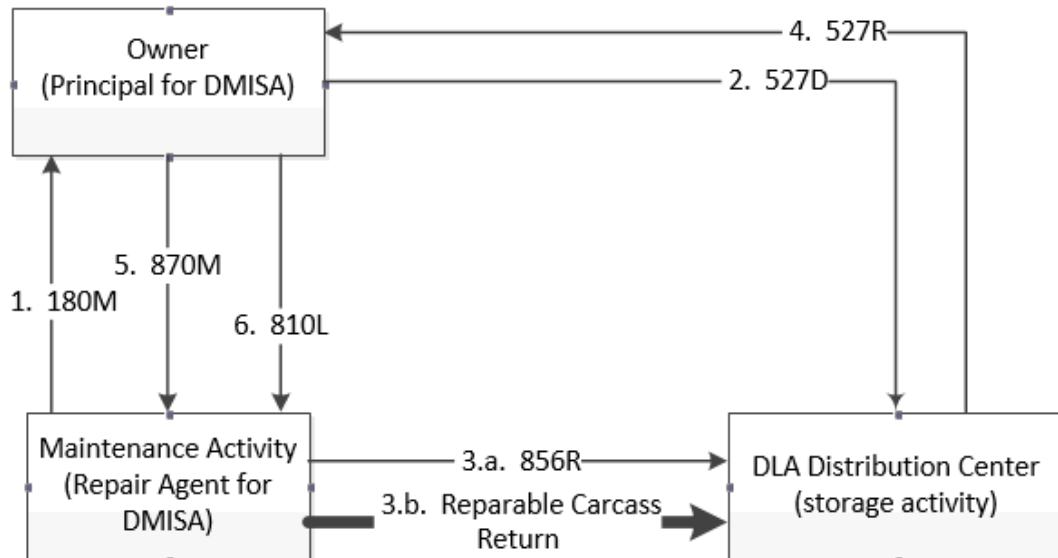 Owner
(Principal for DMISA)
4. 527R
2. 527D
5. 870M
1. 180M
6. 810L
Maintenance Activity
(Repair Agent for
DMISA)
3.a. 856R
3.b. Reparable Carcass
Return
DLA Distribution Center
(storage activity)